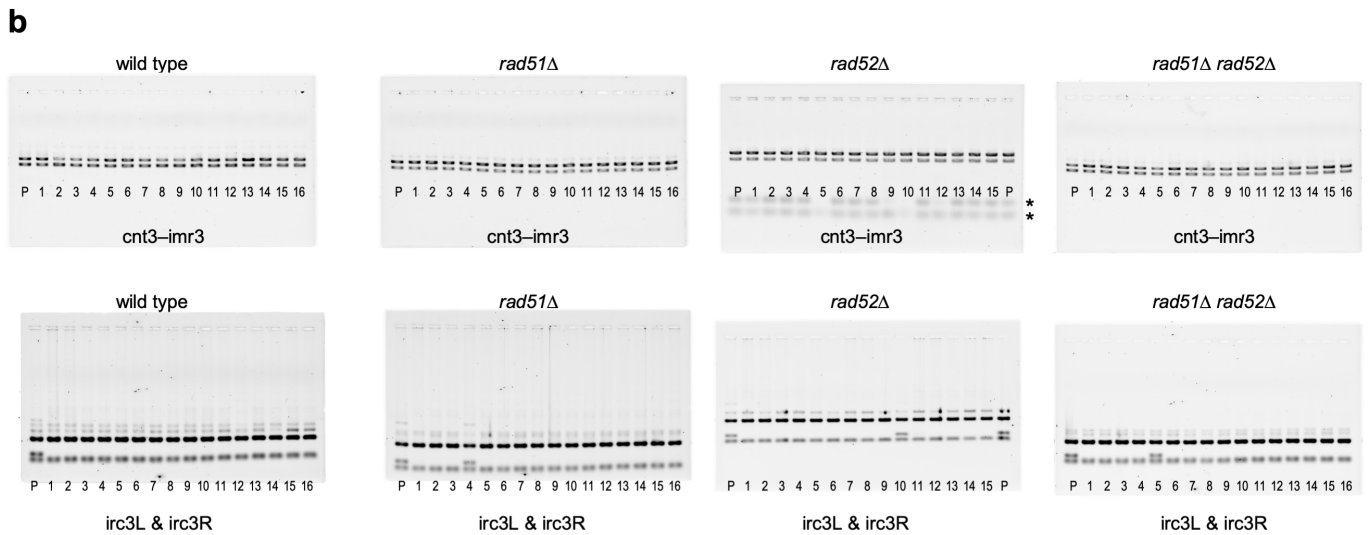 b
wild type
rad51Δ
rad52Δ
rad51Δ rad52Δ
P 1 2 3 4 5 6 7 8 9 10 11 12 13 14 15 16
P 1 2 3 4 5 6 7 8 9 10 11 12 13 14 15 16
P 1 2 3 4 5 6 7 8 9 10 11 13 14 15 P
P 1 2 3 4 5 6 7 8 9 10 11 12 13 14 15 16
*
*
cnt3–imr3
cnt3–imr3
cnt3–imr3
cnt3–imr3
wild type
rad51Δ
rad52Δ
rad51Δ rad52Δ
P 1 2 3 4 5 6 7 8 9 10 11 12 13 14 15 16
P 1 2 3 4 5 6 7 8 9 10 11 12 13 14 15 16
P 1 2 3 4 5 6 7 8 9 10 11 12 13 14 15 P
P 1 2 3 4 5 6 7 8 9 10 11 12 13 14 15 16
irc3L & irc3R
irc3L & irc3R
irc3L & irc3R
irc3L & irc3R